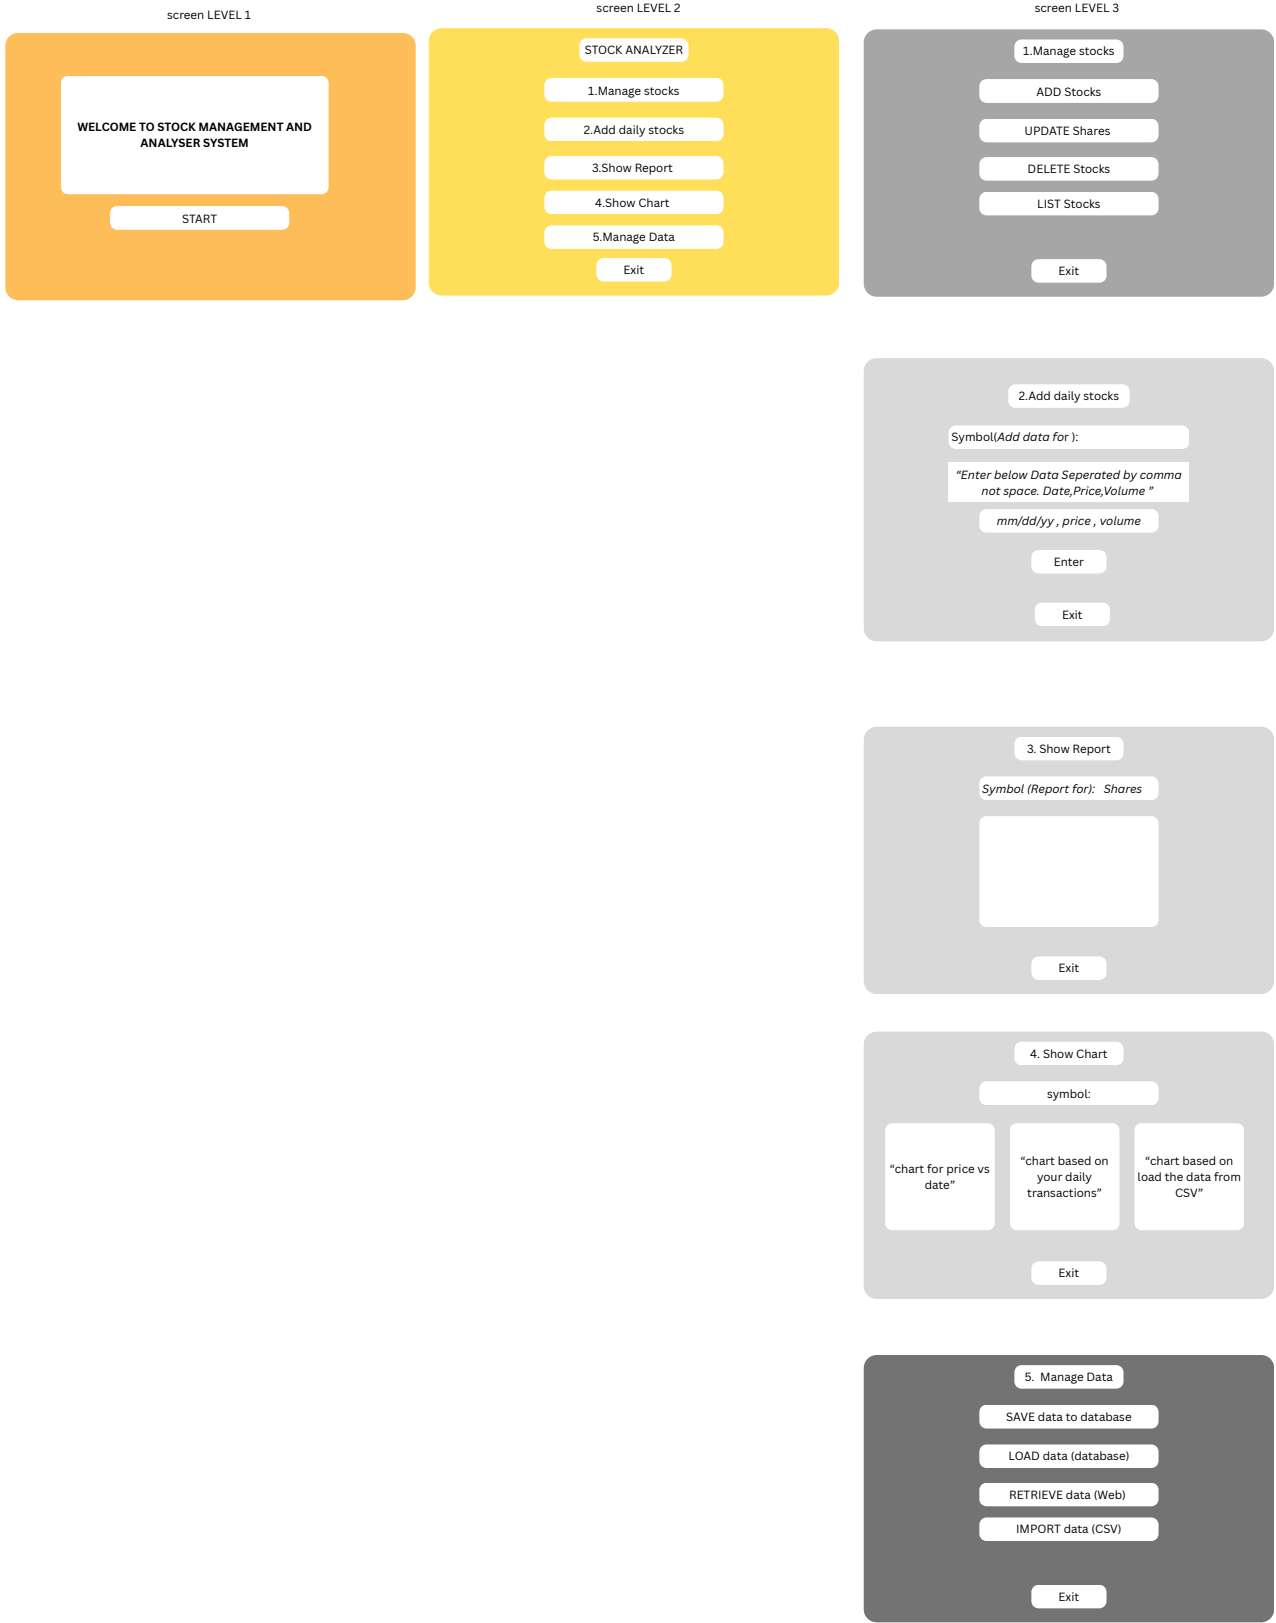 screen LEVEL 1
WELCOME TO STOCK MANAGEMENT AND
ANALYSER SYSTEM
START
screen LEVEL 2
STOCK ANALYZER
1.Manage stocks
2.Add daily stocks
3.Show Report
4.Show Chart
5.Manage Data
Exit
screen LEVEL 3
1.Manage stocks
ADD Stocks
UPDATE Shares
DELETE Stocks
LIST Stocks
Exit
2.Add daily stocks
Symbol(Add data for ):
“Enter below Data Seperated by comma
not space. Date,Price,Volume ”
mm/dd/yy , price , volume
Enter
Exit
3. Show Report
Symbol (Report for): Shares
Exit
4. Show Chart
symbol:
“chart for price vs
date”
“chart based on
your daily
transactions”
“chart based on
load the data from
CSV”
Exit
5. Manage Data
SAVE data to database
LOAD data (database)
RETRIEVE data (Web)
IMPORT data (CSV)
Exit